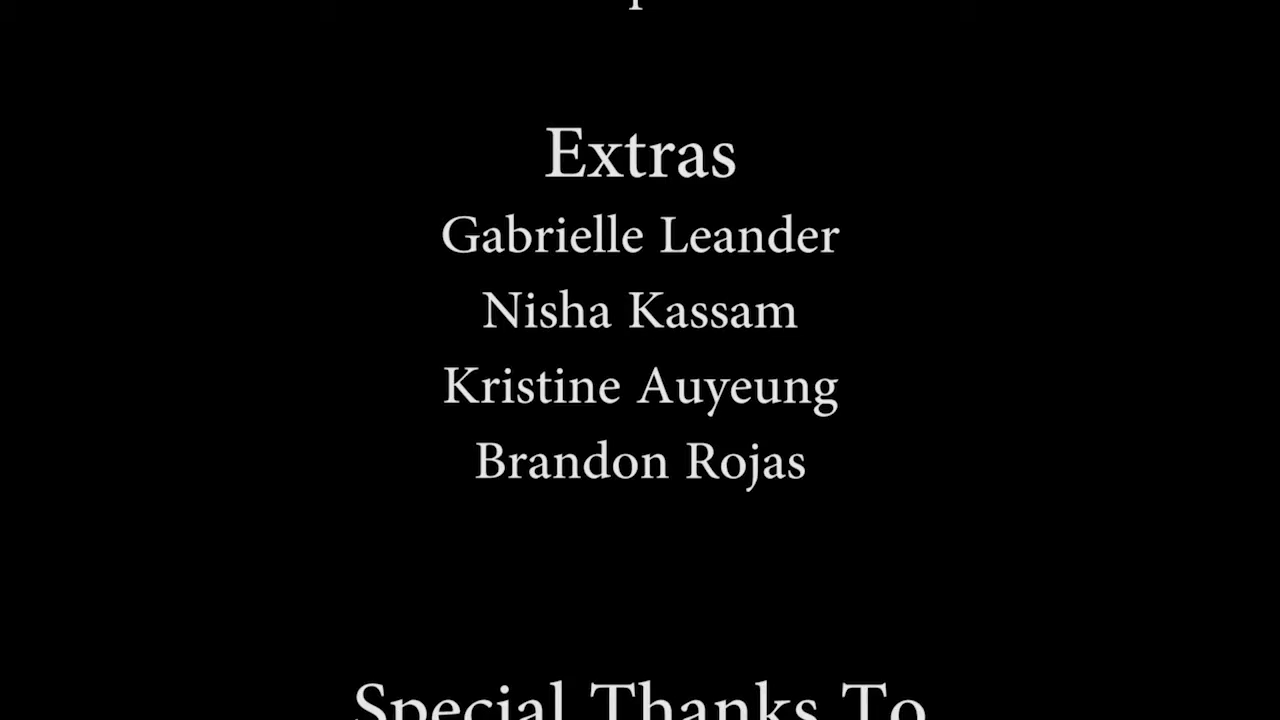 Extras
Gabrielle Leander
Nisha Kassam
Kristine Auyeung
Brandon Rojas
Special Thanks To